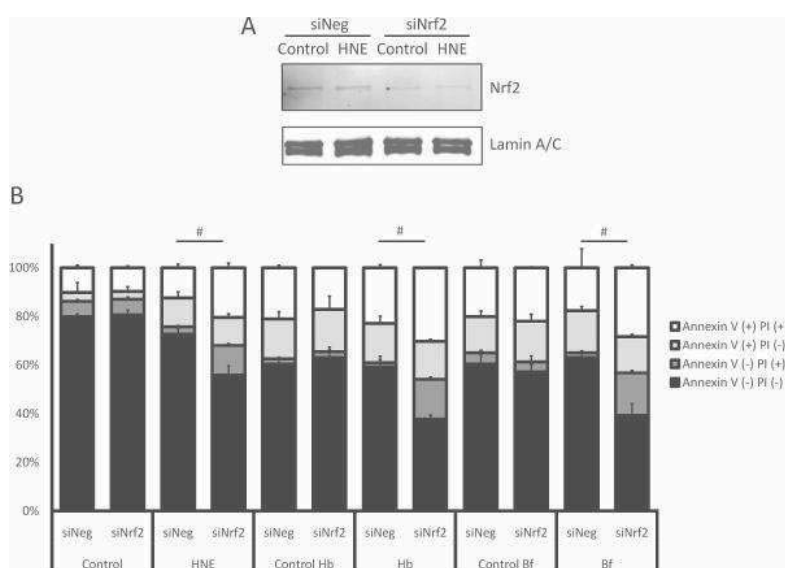 A
siNeg siNrf2
Control HNE Control HNE
Nrf2
Lamin A/C
B
# # #
100%
80%
60%
40%
20%
0%
Annexin V (+) PI (+
Annexin V (+) PI (-)
Annexin V (-) PI (+)
Annexin V (-) PI (-)
siNeg siNrf2 siNeg siNrf2 siNeg siNrf2 siNeg siNrf2 siNeg siNrf2 siNeg siNrf2
Control HNE Control Hb Hb Control Bf Bf